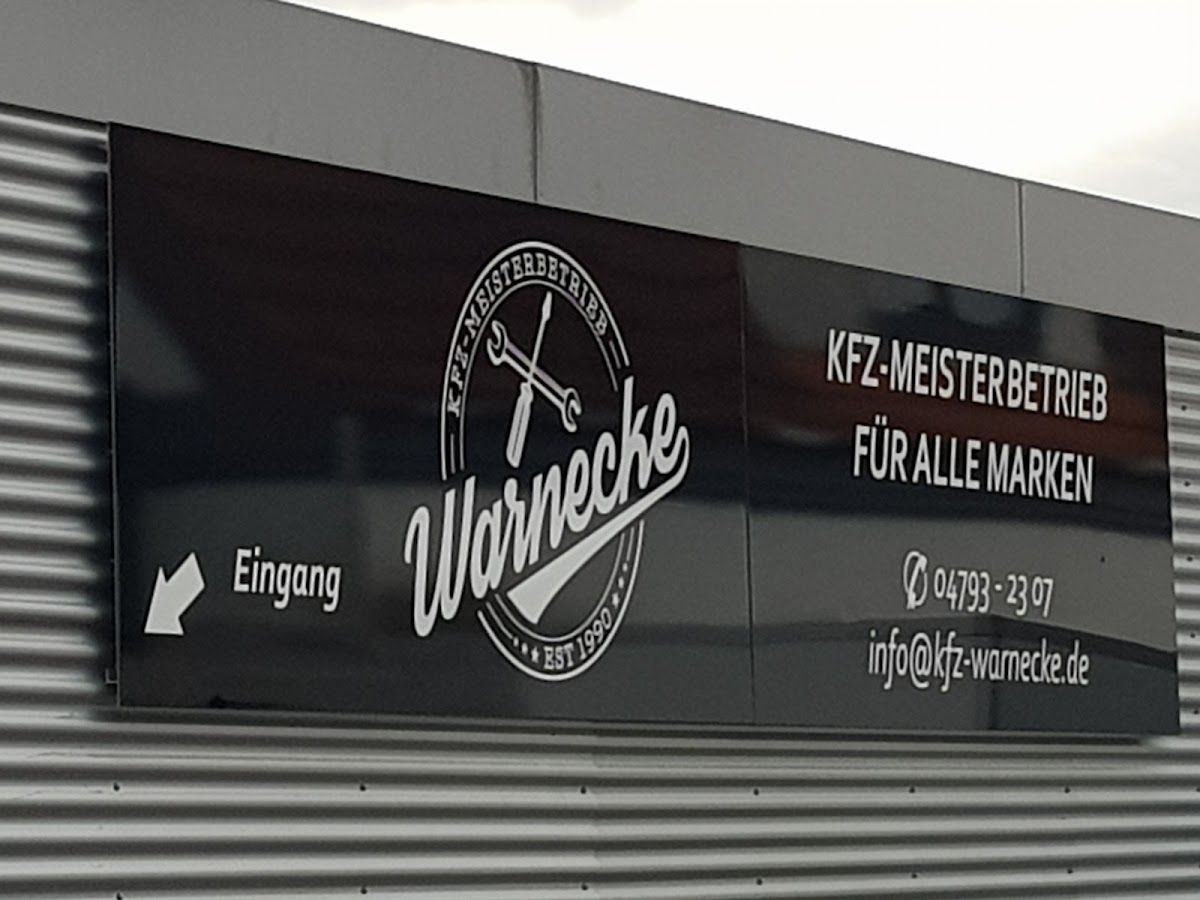 KFZ-MEISTERBETRIEB
Warnecke
EST 1990
Eingang
KFZ-MEISTERBETRIEB
FÜR ALLE MARKEN
04793 - 23 07
info@kfz-warnecke.de